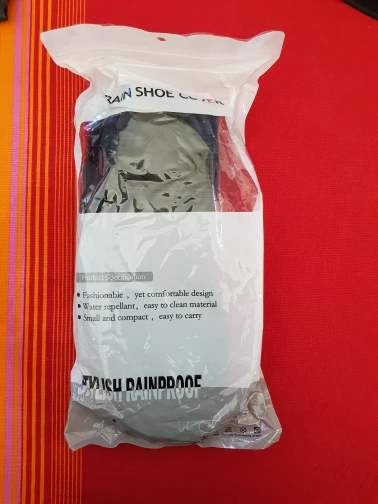 RAIN SHOE COVER
Product Specification
• Fashionable , yet comfortable design
• Water repellant , easy to clean material
• Small and compact , easy to carry
STYLISH RAINPROOF